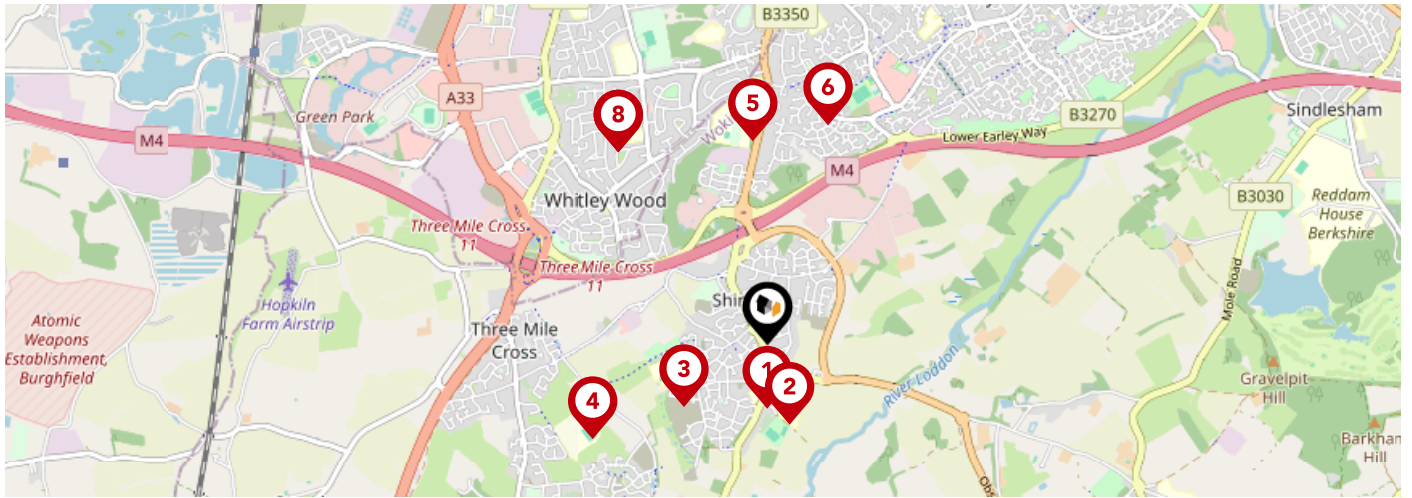 B3350
A33
Green Park
M4
8
5
6
Woki
B3270
Lower Earley Way
Sindlesham
M4
Whitley Wood
B3030
Reddam
House
Berkshire
Three Mile Cross
11
Three Mile Cross
11
Hopkiln
Farm Airstrip
Shin
Mole Road
Atomic
Weapons
Establishment,
Burghfield
Three Mile
Cross
3
1
2
4
River Loddon
Gravelpit
Hill
Barkham
Hill
Obs